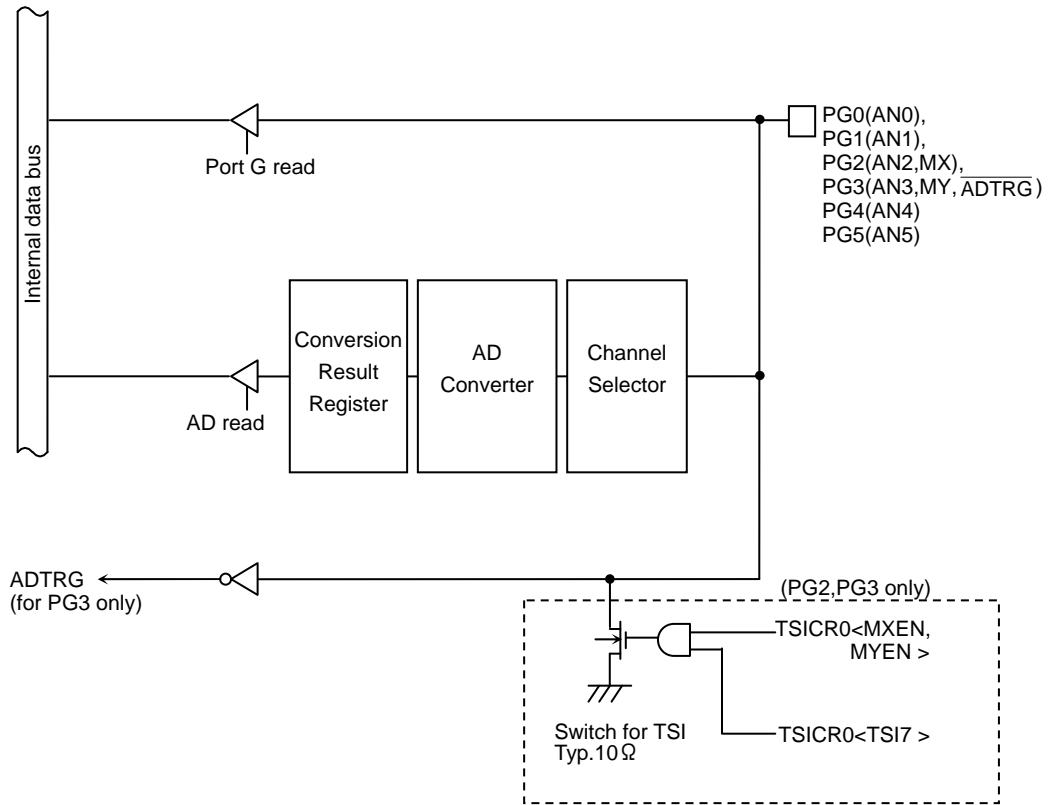 Internal data bus
Port G read
PG0(AN0),
PG1(AN1),
PG2(AN2,MX),
PG3(AN3,MY, ADTRG )
PG4(AN4)
PG5(AN5)
Conversion
Result
Register
AD
Converter
Channel
Selector
AD read
ADTRG
(for PG3 only)
(PG2,PG3 only)
TSICR0<MXEN,
MYEN >
Switch for TSI
Typ.10Ω
TSICR0<TSI7 >